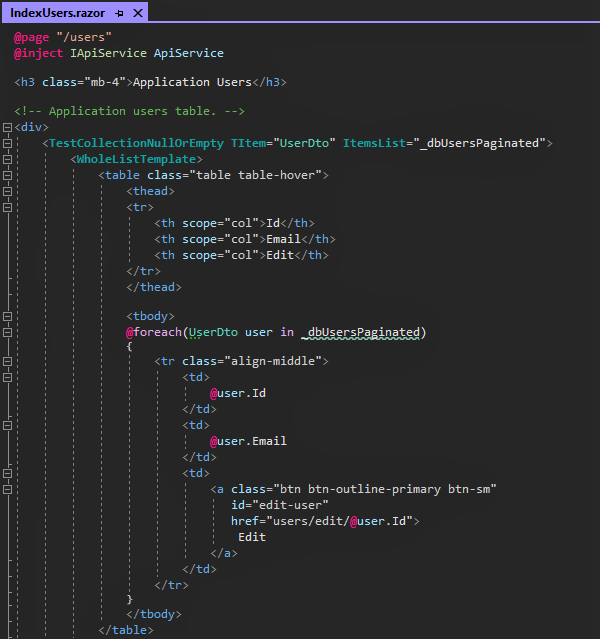 IndexUsers.razor
@page "/users"
@inject IApiService ApiService
<h3 class="mb-4">Application Users</h3>
<!-- Application users table. -->
<div>
<TestCollectionNullOrEmpty TItem="UserDto" ItemsList="_dbUsersPaginated">
<WholeListTemplate>
<table class="table table-hover">
<thead>
<tr>
<th scope="col">Id</th>
<th scope="col">Email</th>
<th scope="col">Edit</th>
</tr>
</thead>
<tbody>
@foreach(UserDto user in _dbUsersPaginated)
{
<tr class="align-middle">
<td>
@user.Id
</td>
<td>
@user.Email
</td>
<td>
<a class="btn btn-outline-primary btn-sm"
id="edit-user"
href="users/edit/@user.Id">
Edit
</a>
</td>
</tr>
}
</tbody>
</table>